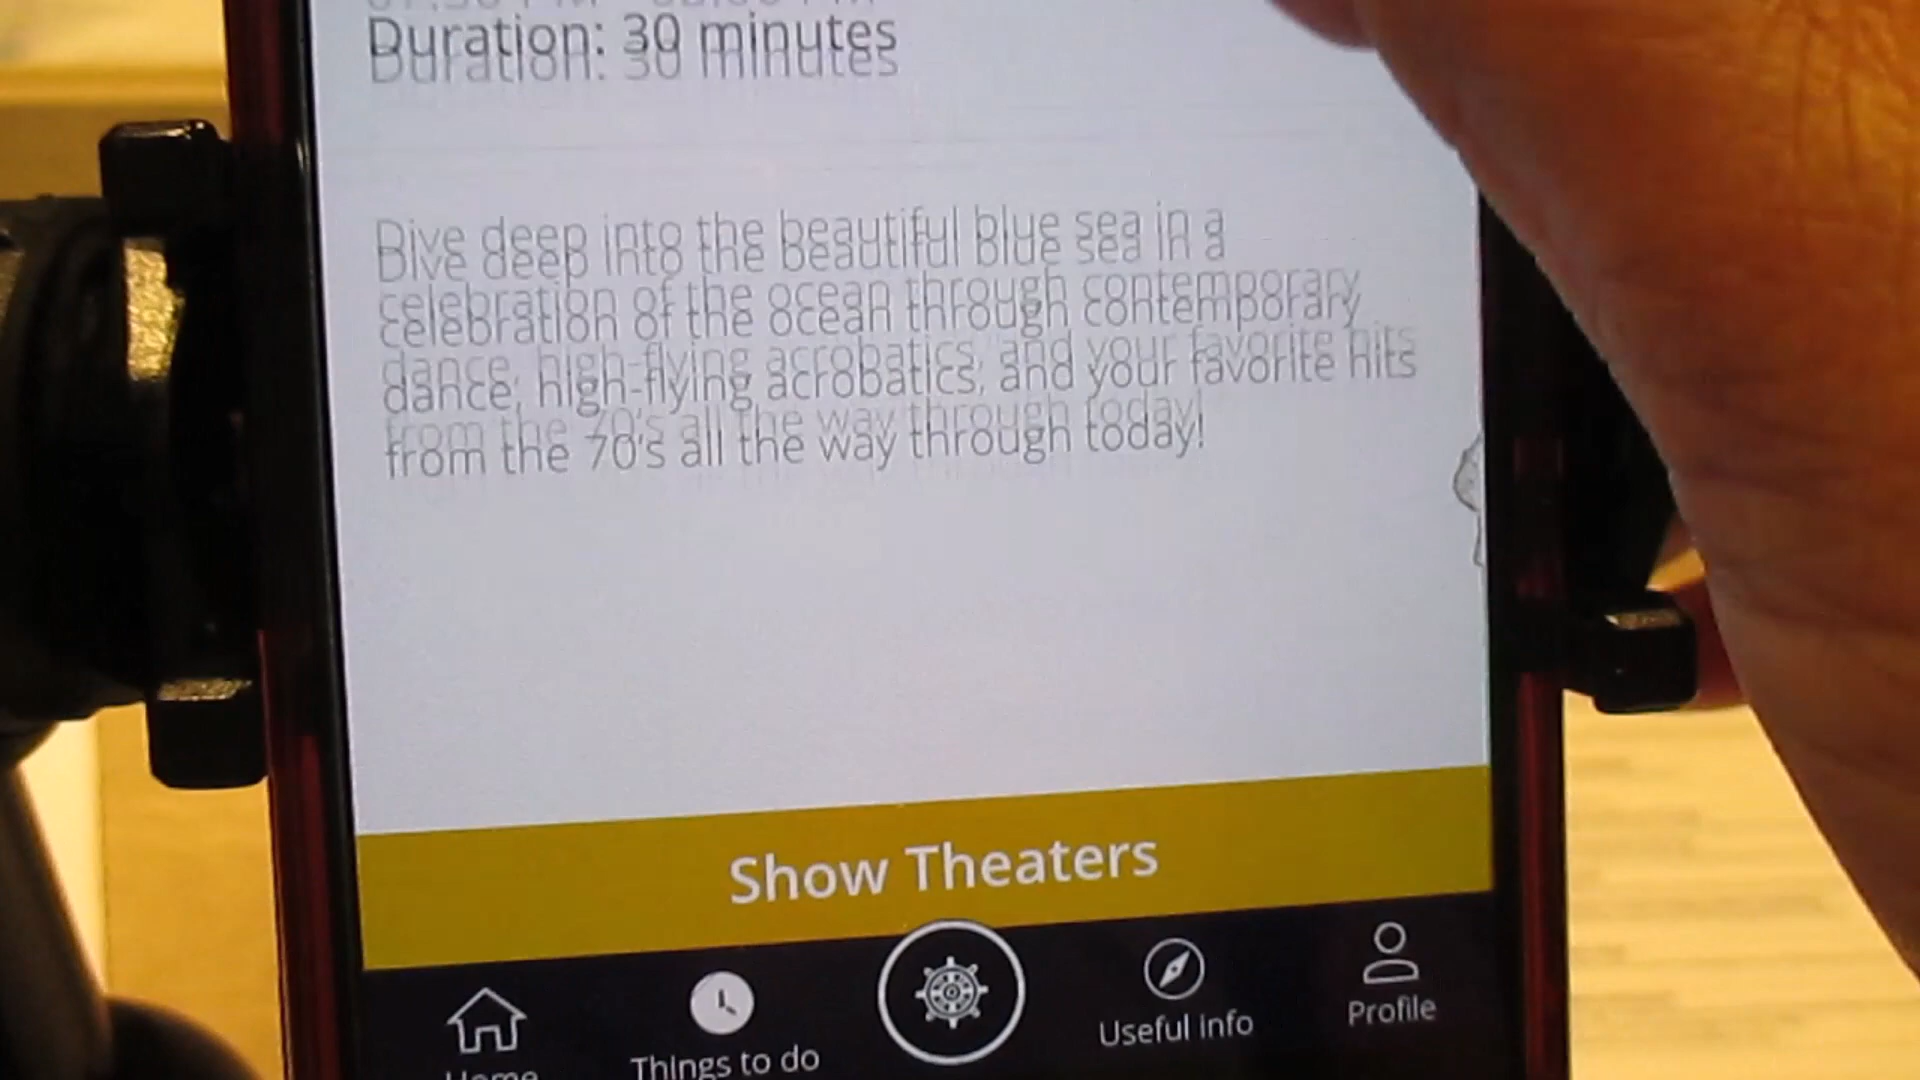 Duration: 30 minutes
Dive deep into the beautiful blue sea in a
celebration of the ocean through contemporary
dance, high-flying acrobatics, and your favorite hits
from the 70's all the way through today!
Show Theaters
Home
Things to do
Useful info
Profile